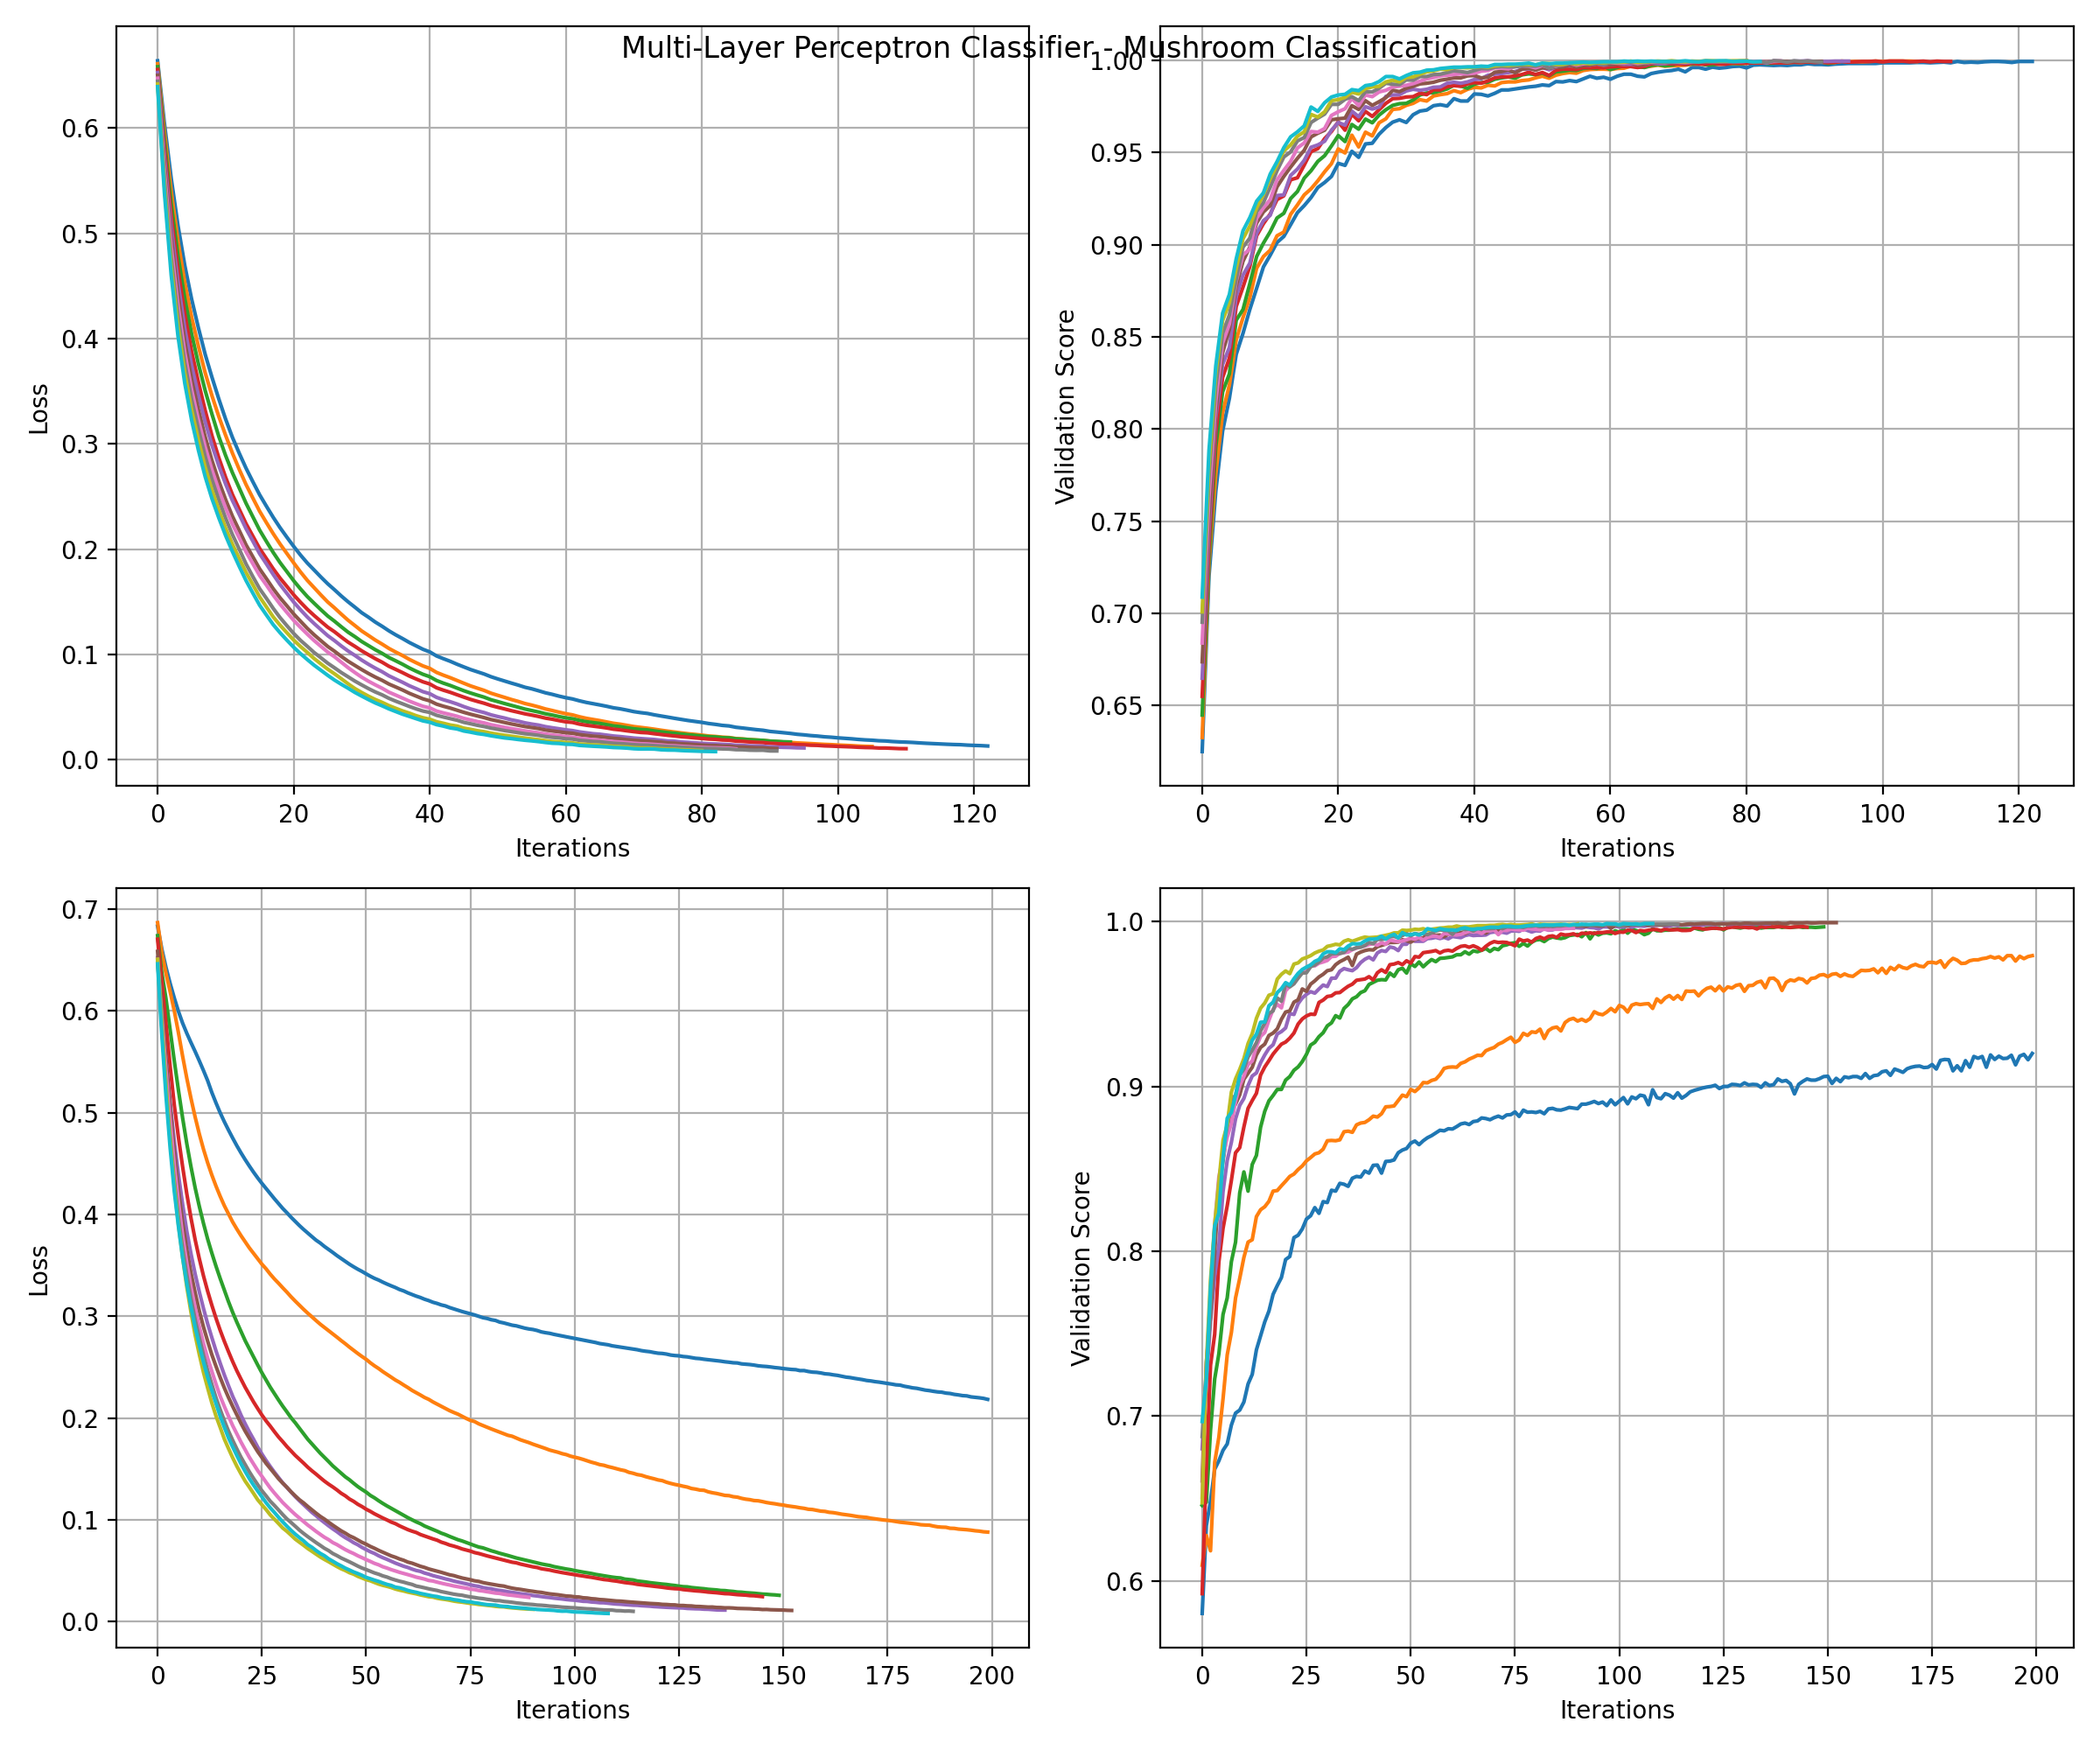 Multi-Layer Perceptron Classifier - Mushroom Classification
0.6
0.5
0.4
0.3
0.2
0.1
0.0
Loss
0 20 40 60 80 100 120
Iterations
1.00
0.95
0.90
0.85
0.80
0.75
0.70
0.65
Validation Score
0 20 40 60 80 100 120
Iterations
0.7
0.6
0.5
0.4
0.3
0.2
0.1
0.0
Loss
0 25 50 75 100 125 150 175 200
Iterations
1.0
0.9
0.8
0.7
0.6
Validation Score
0 25 50 75 100 125 150 175 200
Iterations